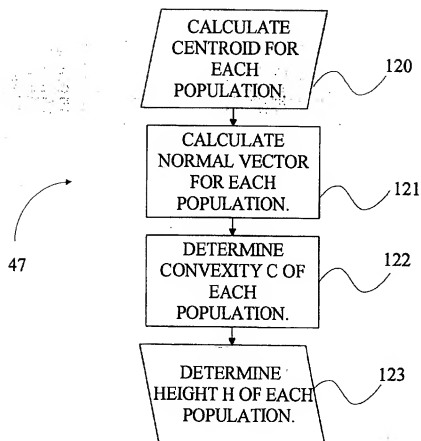 CALCULATE
CENTROID FOR
EACH
POPULATION.
120
CALCULATE
NORMAL VECTOR
FOR EACH
POPULATION.
121
47
DETERMINE
CONVEXITY C OF
EACH
POPULATION.
122
DETERMINE
HEIGHT H OF EACH
POPULATION.
123